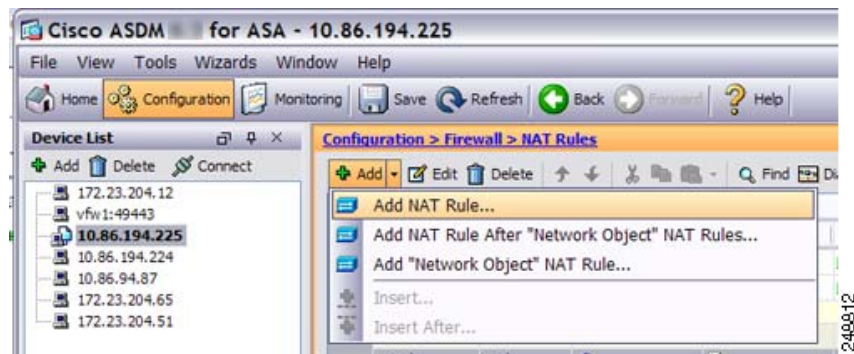 Cisco ASDM for ASA - 10.86.194.225
File View Tools Wizards Window Help
Home Configuration Monitoring Save Refresh Back Forward Help
Device List
Configuration > Firewall > NAT Rules
Add Delete Connect
Add Edit Delete Find Di
172.23.204.12
vfw1:49443
10.86.194.225
10.86.194.224
10.86.94.87
172.23.204.65
172.23.204.51
Add NAT Rule...
Add NAT Rule After "Network Object" NAT Rules...
Add "Network Object" NAT Rule...
Insert...
Insert After...
248812